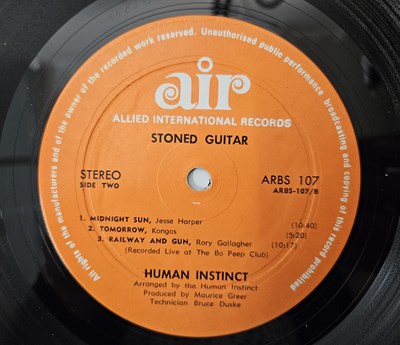 All rights of the manufacturer and of the owner of the recorded work reserved. Unauthorised public performance broadcasting and copying of this record prohibited
air
ALLIED INTERNATIONAL RECORDS
STONED GUITAR
STEREO
SIDE TWO
ARBS 107
ARBS-107/B
1. MIDNIGHT SUN, Jesse Harper (10:40)
2. TOMORROW, Kongos (5:20)
3. RAILWAY AND GUN, Rory Gallagher (10:17)
(Recorded Live at The Bo Peep Club)
HUMAN INSTINCT
Arranged by the Human Instinct
Produced by Maurice Greer
Technician Bruce Duske